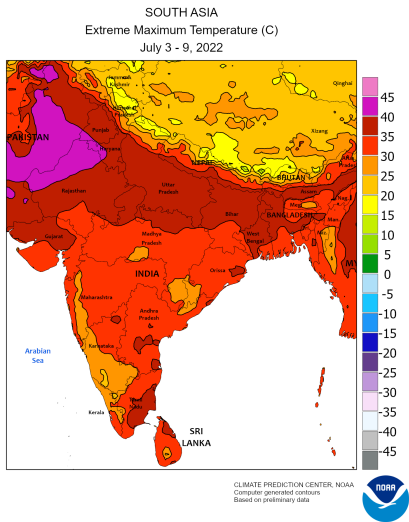 SOUTH ASIA
Extreme Maximum Temperature (C)
July 3 - 9, 2022
Qinghai
Xizang
PAKISTAN
Punjab
Haryana
BHUTAN
Assam
Rajasthan
Uttar
Pradesh
Bihar
BANGLADESH
Nag.
Man.
Gujarat
Madhya
Pradesh
West
Bengal
INDIA
Orissa
Maharashtra
Andhra
Pradesh
Karnataka
Arabian
Sea
Kerala
SRI
LANKA
45
40
35
30
25
20
15
10
5
0
-5
-10
-15
-20
-25
-30
-35
-40
-45
CLIMATE PREDICTION CENTER, NOAA
Computer generated contours
Based on preliminary data
NOAA